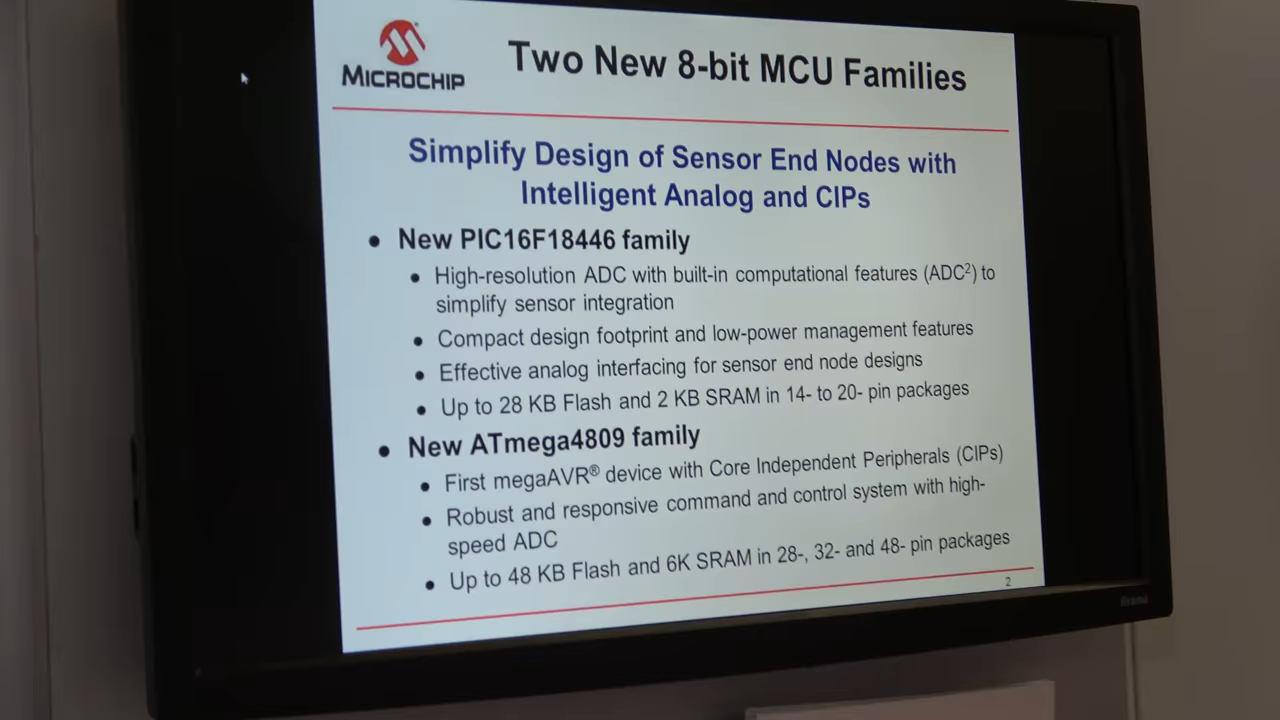 MICROCHIP
Two New 8-bit MCU Families
Simplify Design of Sensor End Nodes with
Intelligent Analog and CIPs
• New PIC16F18446 family
• High-resolution ADC with built-in computational features (ADC²) to
simplify sensor integration
• Compact design footprint and low-power management features
• Effective analog interfacing for sensor end node designs
• Up to 28 KB Flash and 2 KB SRAM in 14- to 20- pin packages
• New ATmega4809 family
• First megaAVR® device with Core Independent Peripherals (CIPs)
• Robust and responsive command and control system with high-
speed ADC
• Up to 48 KB Flash and 6K SRAM in 28-, 32- and 48- pin packages
2
iiyama